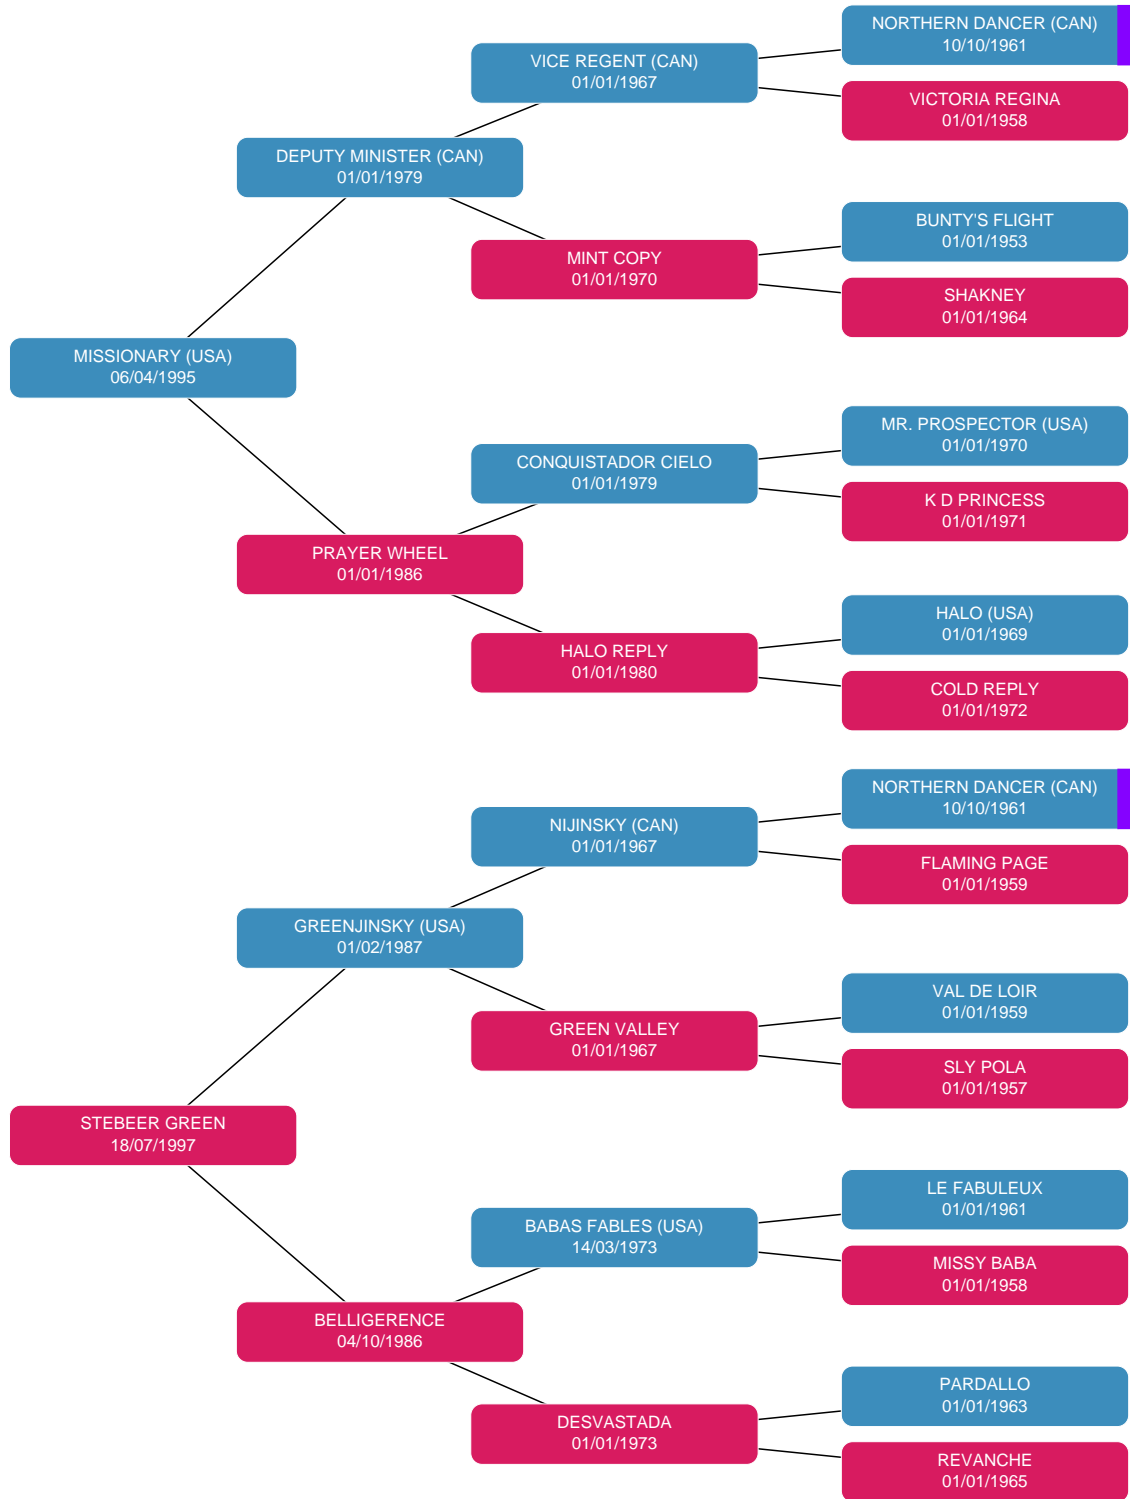 NORTHERN DANCER (CAN)
10/10/1961
VICE REGENT (CAN)
01/01/1967
VICTORIA REGINA
01/01/1958
DEPUTY MINISTER (CAN)
01/01/1979
BUNTY'S FLIGHT
01/01/1953
MINT COPY
01/01/1970
SHAKNEY
01/01/1964
MISSIONARY (USA)
06/04/1995
MR. PROSPECTOR (USA)
01/01/1970
CONQUISTADOR CIELO
01/01/1979
K D PRINCESS
01/01/1971
PRAYER WHEEL
01/01/1986
HALO (USA)
01/01/1969
HALO REPLY
01/01/1980
COLD REPLY
01/01/1972
NORTHERN DANCER (CAN)
10/10/1961
NIJINSKY (CAN)
01/01/1967
FLAMING PAGE
01/01/1959
GREENJINSKY (USA)
01/02/1987
VAL DE LOIR
01/01/1959
GREEN VALLEY
01/01/1967
SLY POLA
01/01/1957
STEBEER GREEN
18/07/1997
LE FABULEUX
01/01/1961
BABAS FABLES (USA)
14/03/1973
MISSY BABA
01/01/1958
BELLIGERENCE
04/10/1986
PARDALLO
01/01/1963
DESVASTADA
01/01/1973
REVANCHE
01/01/1965